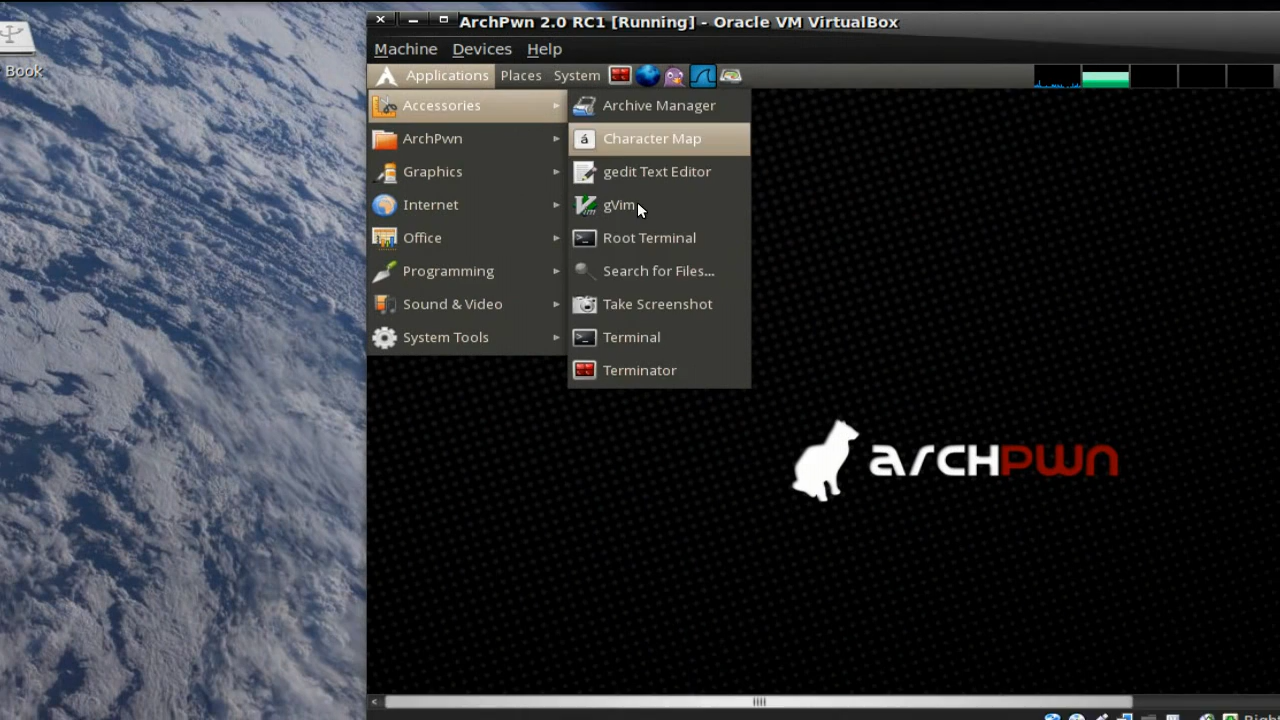 ArchPwn 2.0 RC1 [Running] - Oracle VM VirtualBox
Machine Devices Help
Book
Applications Places System
Accessories
ArchPwn
Graphics
Internet
Office
Programming
Sound & Video
System Tools
Archive Manager
á Character Map
gedit Text Editor
gVim
Root Terminal
Search for Files...
Take Screenshot
Terminal
Terminator
ARCHPWN